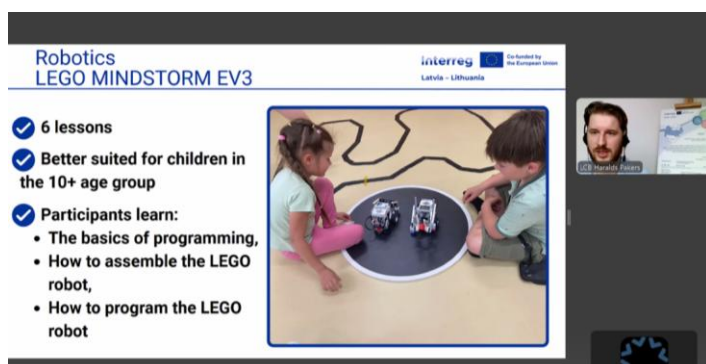 Robotics
LEGO MINDSTORM EV3
Interreg
Co-funded by
the European Union
Latvia – Lithuania
6 lessons
Better suited for children in
the 10+ age group
Participants learn:
• The basics of programming,
• How to assemble the LEGO
robot,
• How to program the LEGO
robot
LCB Haralds Pakers